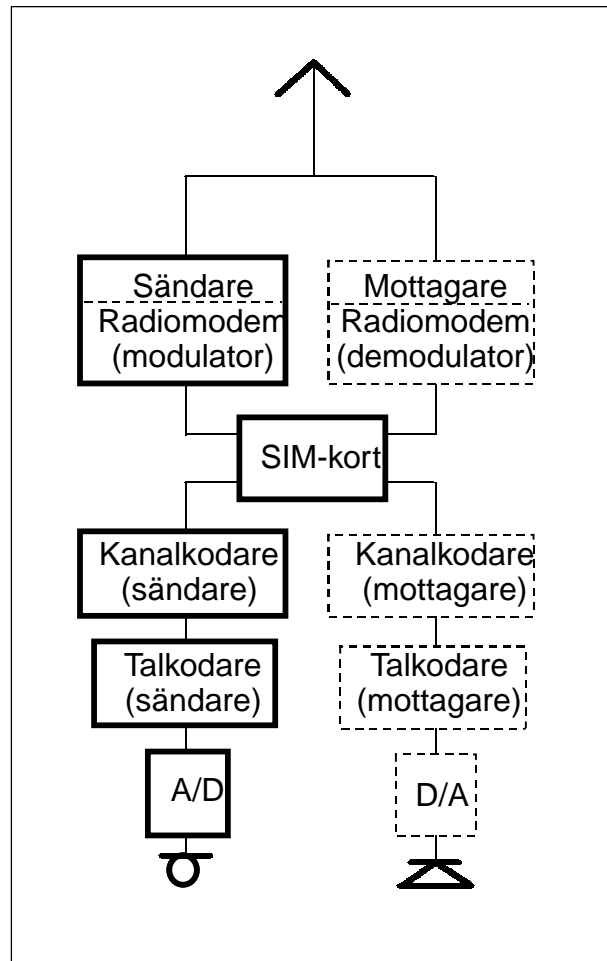 Sändare
Radiomodem
(modulator)
Mottagare
Radiomodem
(demodulator)
SIM-kort
Kanalkodare
(sändare)
Kanalkodare
(mottagare)
Talkodare
(sändare)
Talkodare
(mottagare)
A/D
D/A